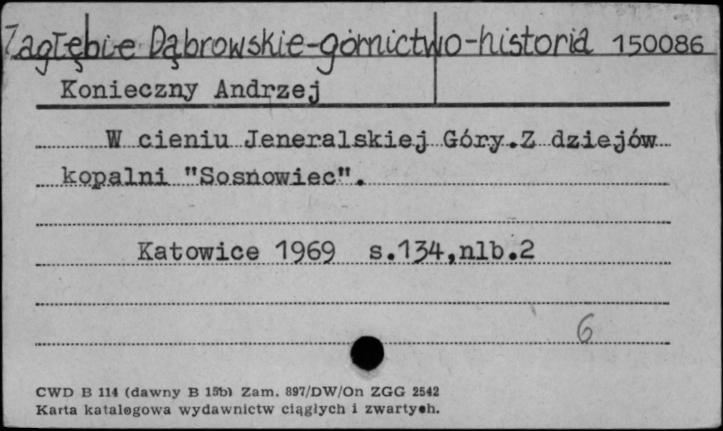 Zagłębie Dąbrowskie-górnictwo-historia 150086
Konieczny Andrzej
W cieniu Jeneralskiej Góry.Z dziejów
kopalni "Sosnowiec".
Katowice 1969 s.134,nlb.2
6
CWD B 114 (dawny B 15b) Zam. 897/DW/On ZGG 2542
Karta katalogowa wydawnictw ciągłych i zwartych.